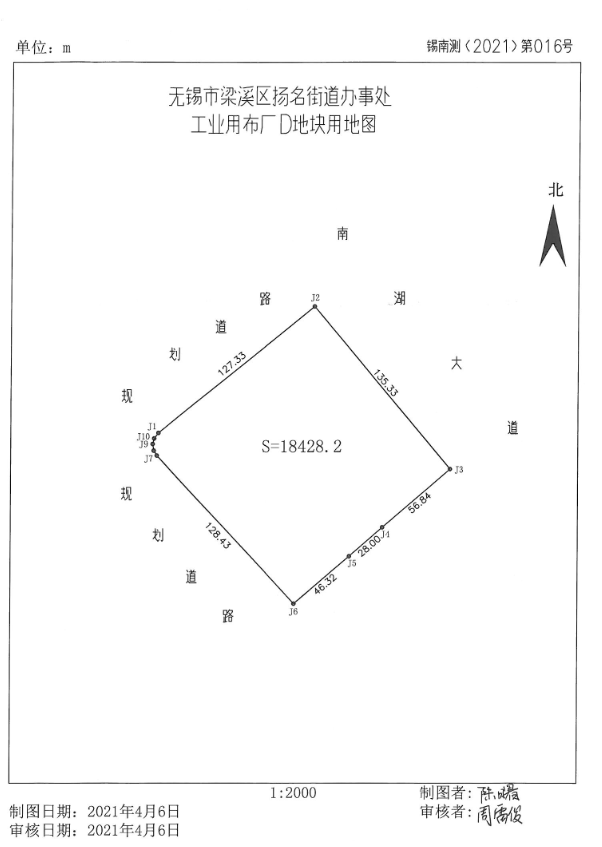 单位：m
锡南测（2021）第016号
无锡市梁溪区扬名街道办事处
工业用布厂D地块用地图
北
南湖大道
规划道路
J2
127.33
135.33
J1
J10
J9
J7
S=18428.2
J3
56.84
J4
28.00
J5
46.32
J6
128.43
规划道路
1:2000
制图者：
审核者：
制图日期：2021年4月6日
审核日期：2021年4月6日